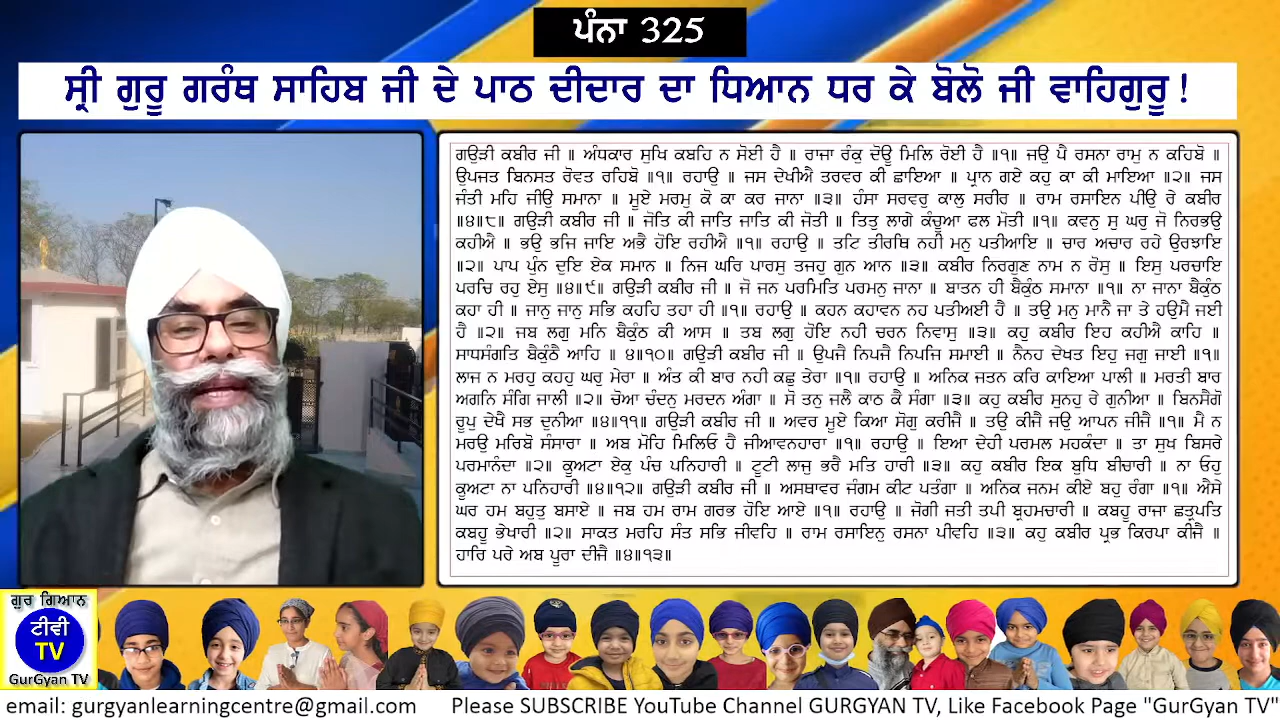 ਪੰਨਾ 325
ਸ੍ਰੀ ਗੁਰੂ ਗਰੰਥ ਸਾਹਿਬ ਜੀ ਦੇ ਪਾਠ ਦੀਦਾਰ ਦਾ ਧਿਆਨ ਧਰ ਕੇ ਬੋਲੋ ਜੀ ਵਾਹਿਗੁਰੂ !
ਗਉੜੀ ਕਬੀਰ ਜੀ ॥ ਅੰਧਕਾਰ ਸੁਖਿ ਕਬਹਿ ਨ ਸੋਈ ਹੈ ॥ ਰਾਜਾ ਰੰਕੁ ਦੋਊ ਮਿਲਿ ਰੋਈ ਹੈ ॥੧॥ ਜਉ ਪੈ ਰਸਨਾ ਰਾਮੁ ਨ ਕਹਿਬੋ ॥
ਉਪਜਤ ਬਿਨਸਤ ਰੋਵਤ ਰਹਿਬੋ ॥੧॥ ਰਹਾਉ ॥ ਜਸ ਦੇਖੀਐ ਤਰਵਰ ਕੀ ਛਾਇਆ ॥ ਪ੍ਰਾਨ ਗਏ ਕਹੁ ਕਾ ਕੀ ਮਾਇਆ ॥੨॥ ਜਸ
ਜੰਤੀ ਮਹਿ ਜੀਉ ਸਮਾਨਾ ॥ ਮੂਏ ਮਰਮੁ ਕੋ ਕਾ ਕਰ ਜਾਨਾ ॥੩॥ ਹੰਸਾ ਸਰਵਰੁ ਕਾਲੁ ਸਰੀਰ ॥ ਰਾਮ ਰਸਾਇਨ ਪੀਉ ਰੇ ਕਬੀਰ
॥੪॥੮॥ ਗਉੜੀ ਕਬੀਰ ਜੀ ॥ ਜੋਤਿ ਕੀ ਜਾਤਿ ਜਾਤਿ ਕੀ ਜੋਤੀ ॥ ਤਿਤੁ ਲਾਗੇ ਕੰਚੂਆ ਫਲ ਮੋਤੀ ॥੧॥ ਕਵਨੁ ਸੁ ਘਰੁ ਜੋ ਨਿਰਭਉ
ਕਹੀਐ ॥ ਭਉ ਭਜਿ ਜਾਇ ਅਭੈ ਹੋਇ ਰਹੀਐ ॥੧॥ ਰਹਾਉ ॥ ਤਟਿ ਤੀਰਥਿ ਨਹੀ ਮਨੁ ਪਤੀਆਇ ॥ ਚਾਰ ਅਚਾਰ ਰਹੇ ਉਰਝਾਇ
॥੨॥ ਪਾਪ ਪੁੰਨ ਦੁਇ ਏਕ ਸਮਾਨ ॥ ਨਿਜ ਘਰਿ ਪਾਰਸੁ ਤਜਹੁ ਗੁਨ ਆਨ ॥੩॥ ਕਬੀਰ ਨਿਰਗੁਣ ਨਾਮ ਨ ਰੋਸੁ ॥ ਇਸੁ ਪਰਚਾਇ
ਪਰਚਿ ਰਹੁ ਏਸੁ ॥੪॥੯॥ ਗਉੜੀ ਕਬੀਰ ਜੀ ॥ ਜੋ ਜਨ ਪਰਮਿਤਿ ਪਰਮਨੁ ਜਾਨਾ ॥ ਬਾਤਨ ਹੀ ਬੈਕੁੰਠ ਸਮਾਨਾ ॥੧॥ ਨਾ ਜਾਨਾ ਬੈਕੁੰਠ
ਕਹਾ ਹੀ ॥ ਜਾਨੁ ਜਾਨੁ ਸਭਿ ਕਹਹਿ ਤਹਾ ਹੀ ॥੧॥ ਰਹਾਉ ॥ ਕਹਨ ਕਹਾਵਨ ਨਹ ਪਤੀਅਈ ਹੈ ॥ ਤਉ ਮਨੁ ਮਾਨੈ ਜਾ ਤੇ ਹਉਮੈ ਜਈ
ਹੈ ॥੨॥ ਜਬ ਲਗੁ ਮਨਿ ਬੈਕੁੰਠ ਕੀ ਆਸ ॥ ਤਬ ਲਗੁ ਹੋਇ ਨਹੀ ਚਰਨ ਨਿਵਾਸੁ ॥੩॥ ਕਹੁ ਕਬੀਰ ਇਹ ਕਹੀਐ ਕਾਹਿ ॥
ਸਾਧਸੰਗਤਿ ਬੈਕੁੰਠੈ ਆਹਿ ॥ ੪॥੧੦॥ ਗਉੜੀ ਕਬੀਰ ਜੀ ॥ ਉਪਜੈ ਨਿਪਜੈ ਨਿਪਜਿ ਸਮਾਈ ॥ ਨੈਨਹ ਦੇਖਤ ਇਹੁ ਜਗੁ ਜਾਈ ॥੧॥
ਲਾਜ ਨ ਮਰਹੁ ਕਹਹੁ ਘਰੁ ਮੇਰਾ ॥ ਅੰਤ ਕੀ ਬਾਰ ਨਹੀ ਕਛੁ ਤੇਰਾ ॥੧॥ ਰਹਾਉ ॥ ਅਨਿਕ ਜਤਨ ਕਰਿ ਕਾਇਆ ਪਾਲੀ ॥ ਮਰਤੀ ਬਾਰ
ਅਗਨਿ ਸੰਗਿ ਜਾਲੀ ॥੨॥ ਚੋਆ ਚੰਦਨੁ ਮਰਦਨ ਅੰਗਾ ॥ ਸੋ ਤਨੁ ਜਲੈ ਕਾਠ ਕੈ ਸੰਗਾ ॥੩॥ ਕਹੁ ਕਬੀਰ ਸੁਨਹੁ ਰੇ ਗੁਨੀਆ ॥ ਬਿਨਸੈਗੋ
ਰੂਪੁ ਦੇਖੈ ਸਭ ਦੁਨੀਆ ॥੪॥੧੧॥ ਗਉੜੀ ਕਬੀਰ ਜੀ ॥ ਅਵਰ ਮੂਏ ਕਿਆ ਸੋਗੁ ਕਰੀਜੈ ॥ ਤਉ ਕੀਜੈ ਜਉ ਆਪਨ ਜੀਜੈ ॥੧॥ ਮੈ ਨ
ਮਰਉ ਮਰਿਬੋ ਸੰਸਾਰਾ ॥ ਅਬ ਮੋਹਿ ਮਿਲਿਓ ਹੈ ਜੀਆਵਨਹਾਰਾ ॥੧॥ ਰਹਾਉ ॥ ਇਆ ਦੇਹੀ ਪਰਮਲ ਮਹਕੰਦਾ ॥ ਤਾ ਸੁਖ ਬਿਸਰੇ
ਪਰਮਾਨੰਦਾ ॥੨॥ ਕੂਅਟਾ ਏਕੁ ਪੰਚ ਪਨਿਹਾਰੀ ॥ ਟੂਟੀ ਲਾਜੁ ਭਰੈ ਮਤਿ ਹਾਰੀ ॥੩॥ ਕਹੁ ਕਬੀਰ ਇਕ ਬੁਧਿ ਬੀਚਾਰੀ ॥ ਨਾ ਓਹੁ
ਕੂਅਟਾ ਨਾ ਪਨਿਹਾਰੀ ॥੪॥੧੨॥ ਗਉੜੀ ਕਬੀਰ ਜੀ ॥ ਅਸਥਾਵਰ ਜੰਗਮ ਕੀਟ ਪਤੰਗਾ ॥ ਅਨਿਕ ਜਨਮ ਕੀਏ ਬਹੁ ਰੰਗਾ ॥੧॥ ਐਸੇ
ਘਰ ਹਮ ਬਹੁਤੁ ਬਸਾਏ ॥ ਜਬ ਹਮ ਰਾਮ ਗਰਭ ਹੋਇ ਆਏ ॥੧॥ ਰਹਾਉ ॥ ਜੋਗੀ ਜਤੀ ਤਪੀ ਬ੍ਰਹਮਚਾਰੀ ॥ ਕਬਹੂ ਰਾਜਾ ਛਤ੍ਰਪਤਿ
ਕਬਹੂ ਭੇਖਾਰੀ ॥੨॥ ਸਾਕਤ ਮਰਹਿ ਸੰਤ ਸਭਿ ਜੀਵਹਿ ॥ ਰਾਮ ਰਸਾਇਨੁ ਰਸਨਾ ਪੀਵਹਿ ॥੩॥ ਕਹੁ ਕਬੀਰ ਪ੍ਰਭ ਕਿਰਪਾ ਕੀਜੈ ॥
ਹਾਰਿ ਪਰੇ ਅਬ ਪੂਰਾ ਦੀਜੈ ॥੪॥੧੩॥
ਗੁਰ ਗਿਆਨ
ਟੀਵੀ
TV
GurGyan TV
email: gurgyanlearningcentre@gmail.com Please SUBSCRIBE YouTube Channel GURGYAN TV, Like Facebook Page "GurGyan TV"